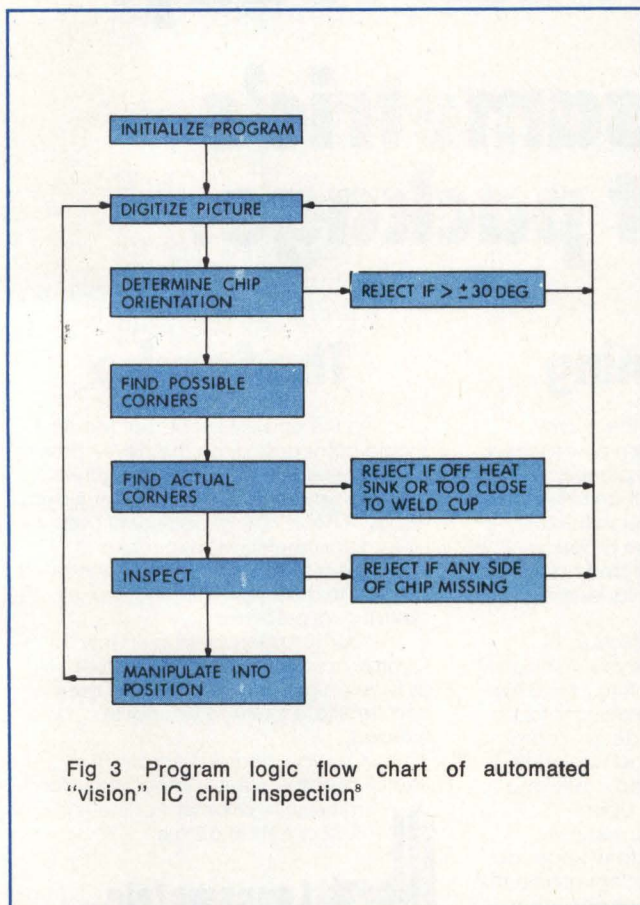 INITIALIZE PROGRAM
DIGITIZE PICTURE
DETERMINE CHIP
ORIENTATION
REJECT IF > ± 30 DEG
FIND POSSIBLE
CORNERS
FIND ACTUAL
CORNERS
REJECT IF OFF HEAT
SINK OR TOO CLOSE
TO WELD CUP
INSPECT
REJECT IF ANY SIDE
OF CHIP MISSING
MANIPULATE INTO
POSITION
Fig 3 Program logic flow chart of automated
“vision” IC chip inspection⁸